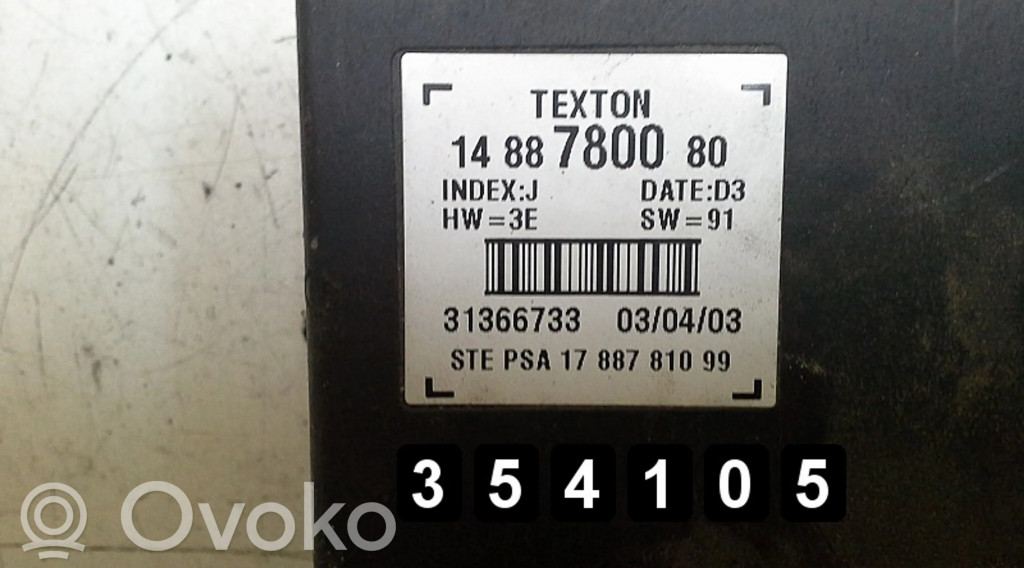 TEXTON
14 88 7800 80
INDEX:J DATE:D3
HW=3E SW=91
31366733 03/04/03
STE PSA 17 887 810 99
3 5 4 1 0 5
Ovoko